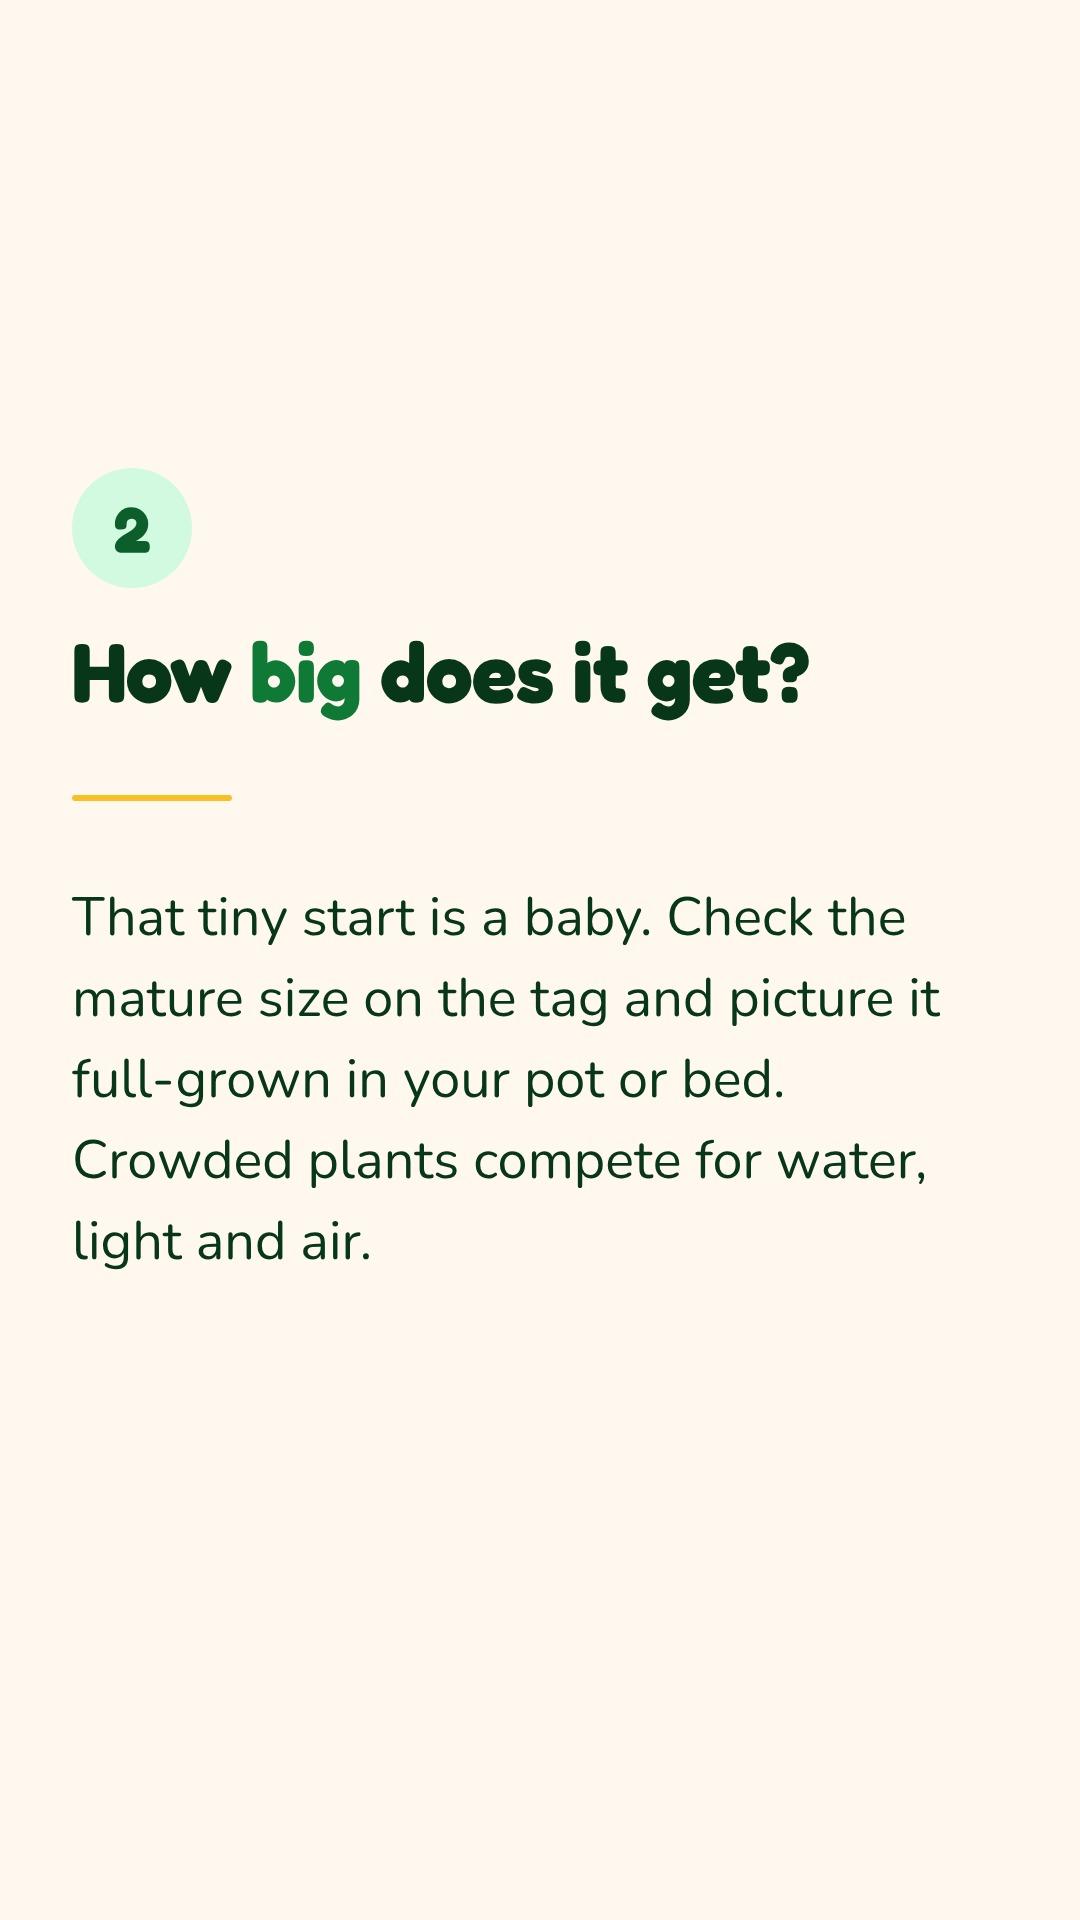 2
How big does it get?
That tiny start is a baby. Check the
mature size on the tag and picture it
full-grown in your pot or bed.
Crowded plants compete for water,
light and air.